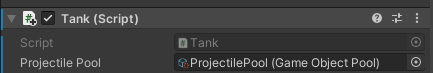 Tank (Script)
Script Tank
Projectile Pool ProjectilePool (Game Object Pool)